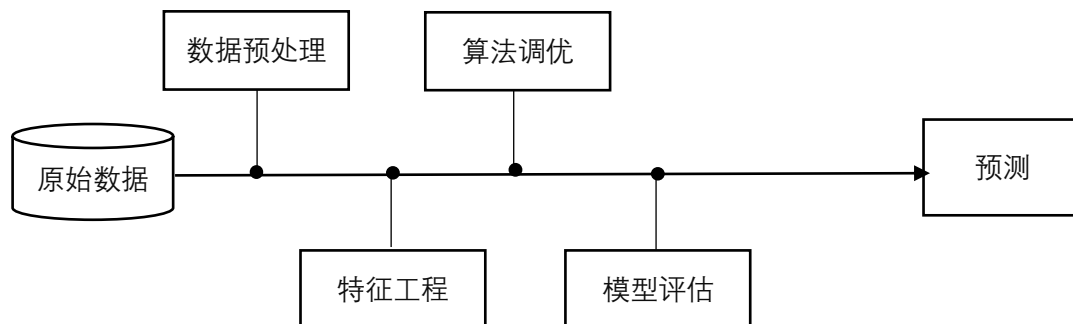 数据预处理
算法调优
原始数据
预测
特征工程
模型评估